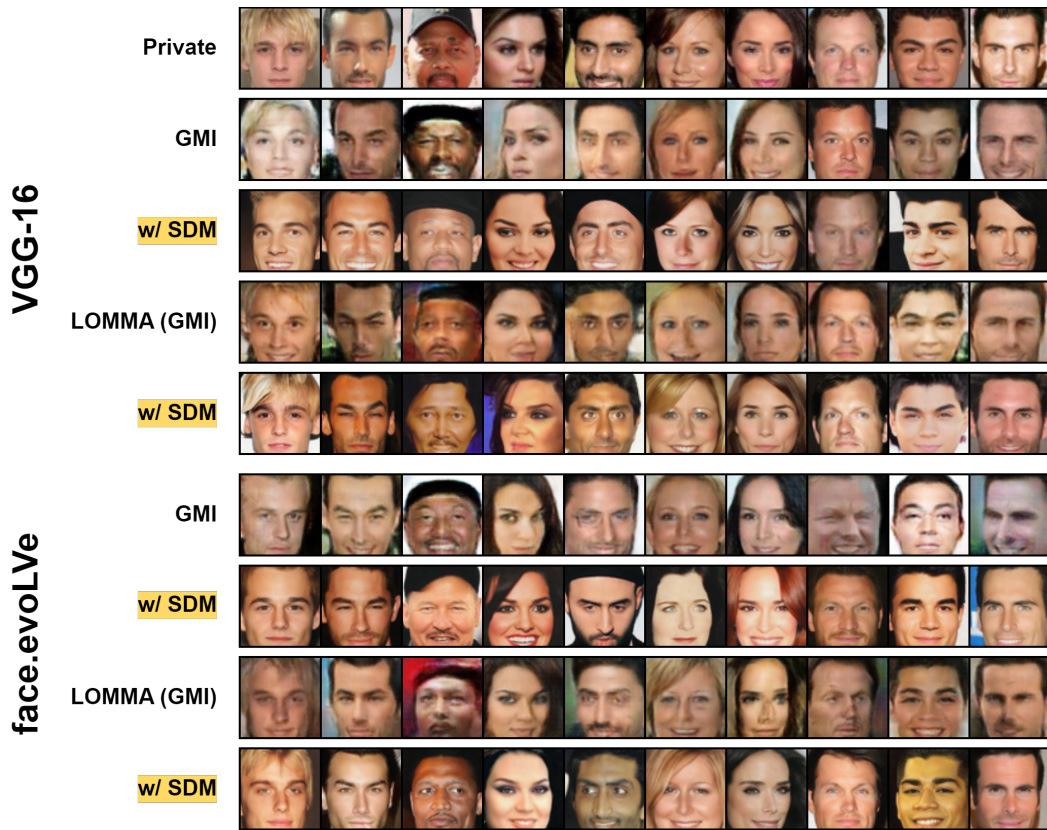 VGG-16
Private
GMI
w/ SDM
LOMMA (GMI)
w/ SDM
face.evoLVe
GMI
w/ SDM
LOMMA (GMI)
w/ SDM